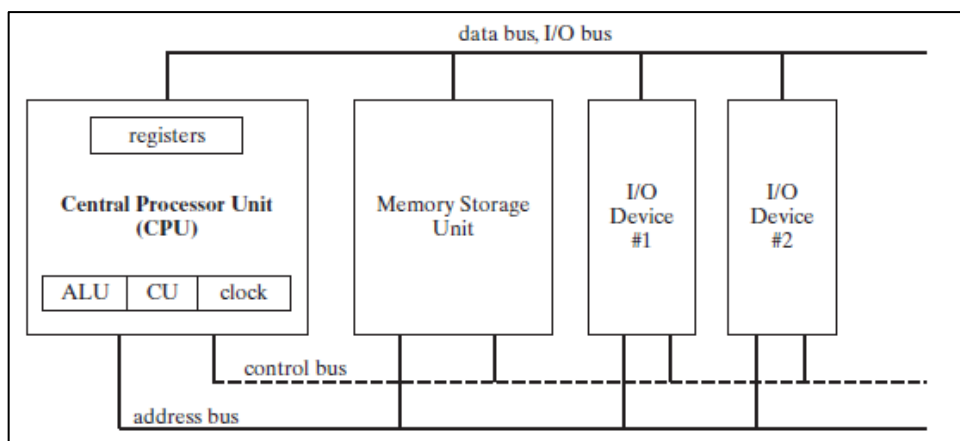 data bus, I/O bus
registers
Central Processor Unit
(CPU)
ALU CU clock
Memory Storage
Unit
I/O
Device
#1
I/O
Device
#2
control bus
address bus